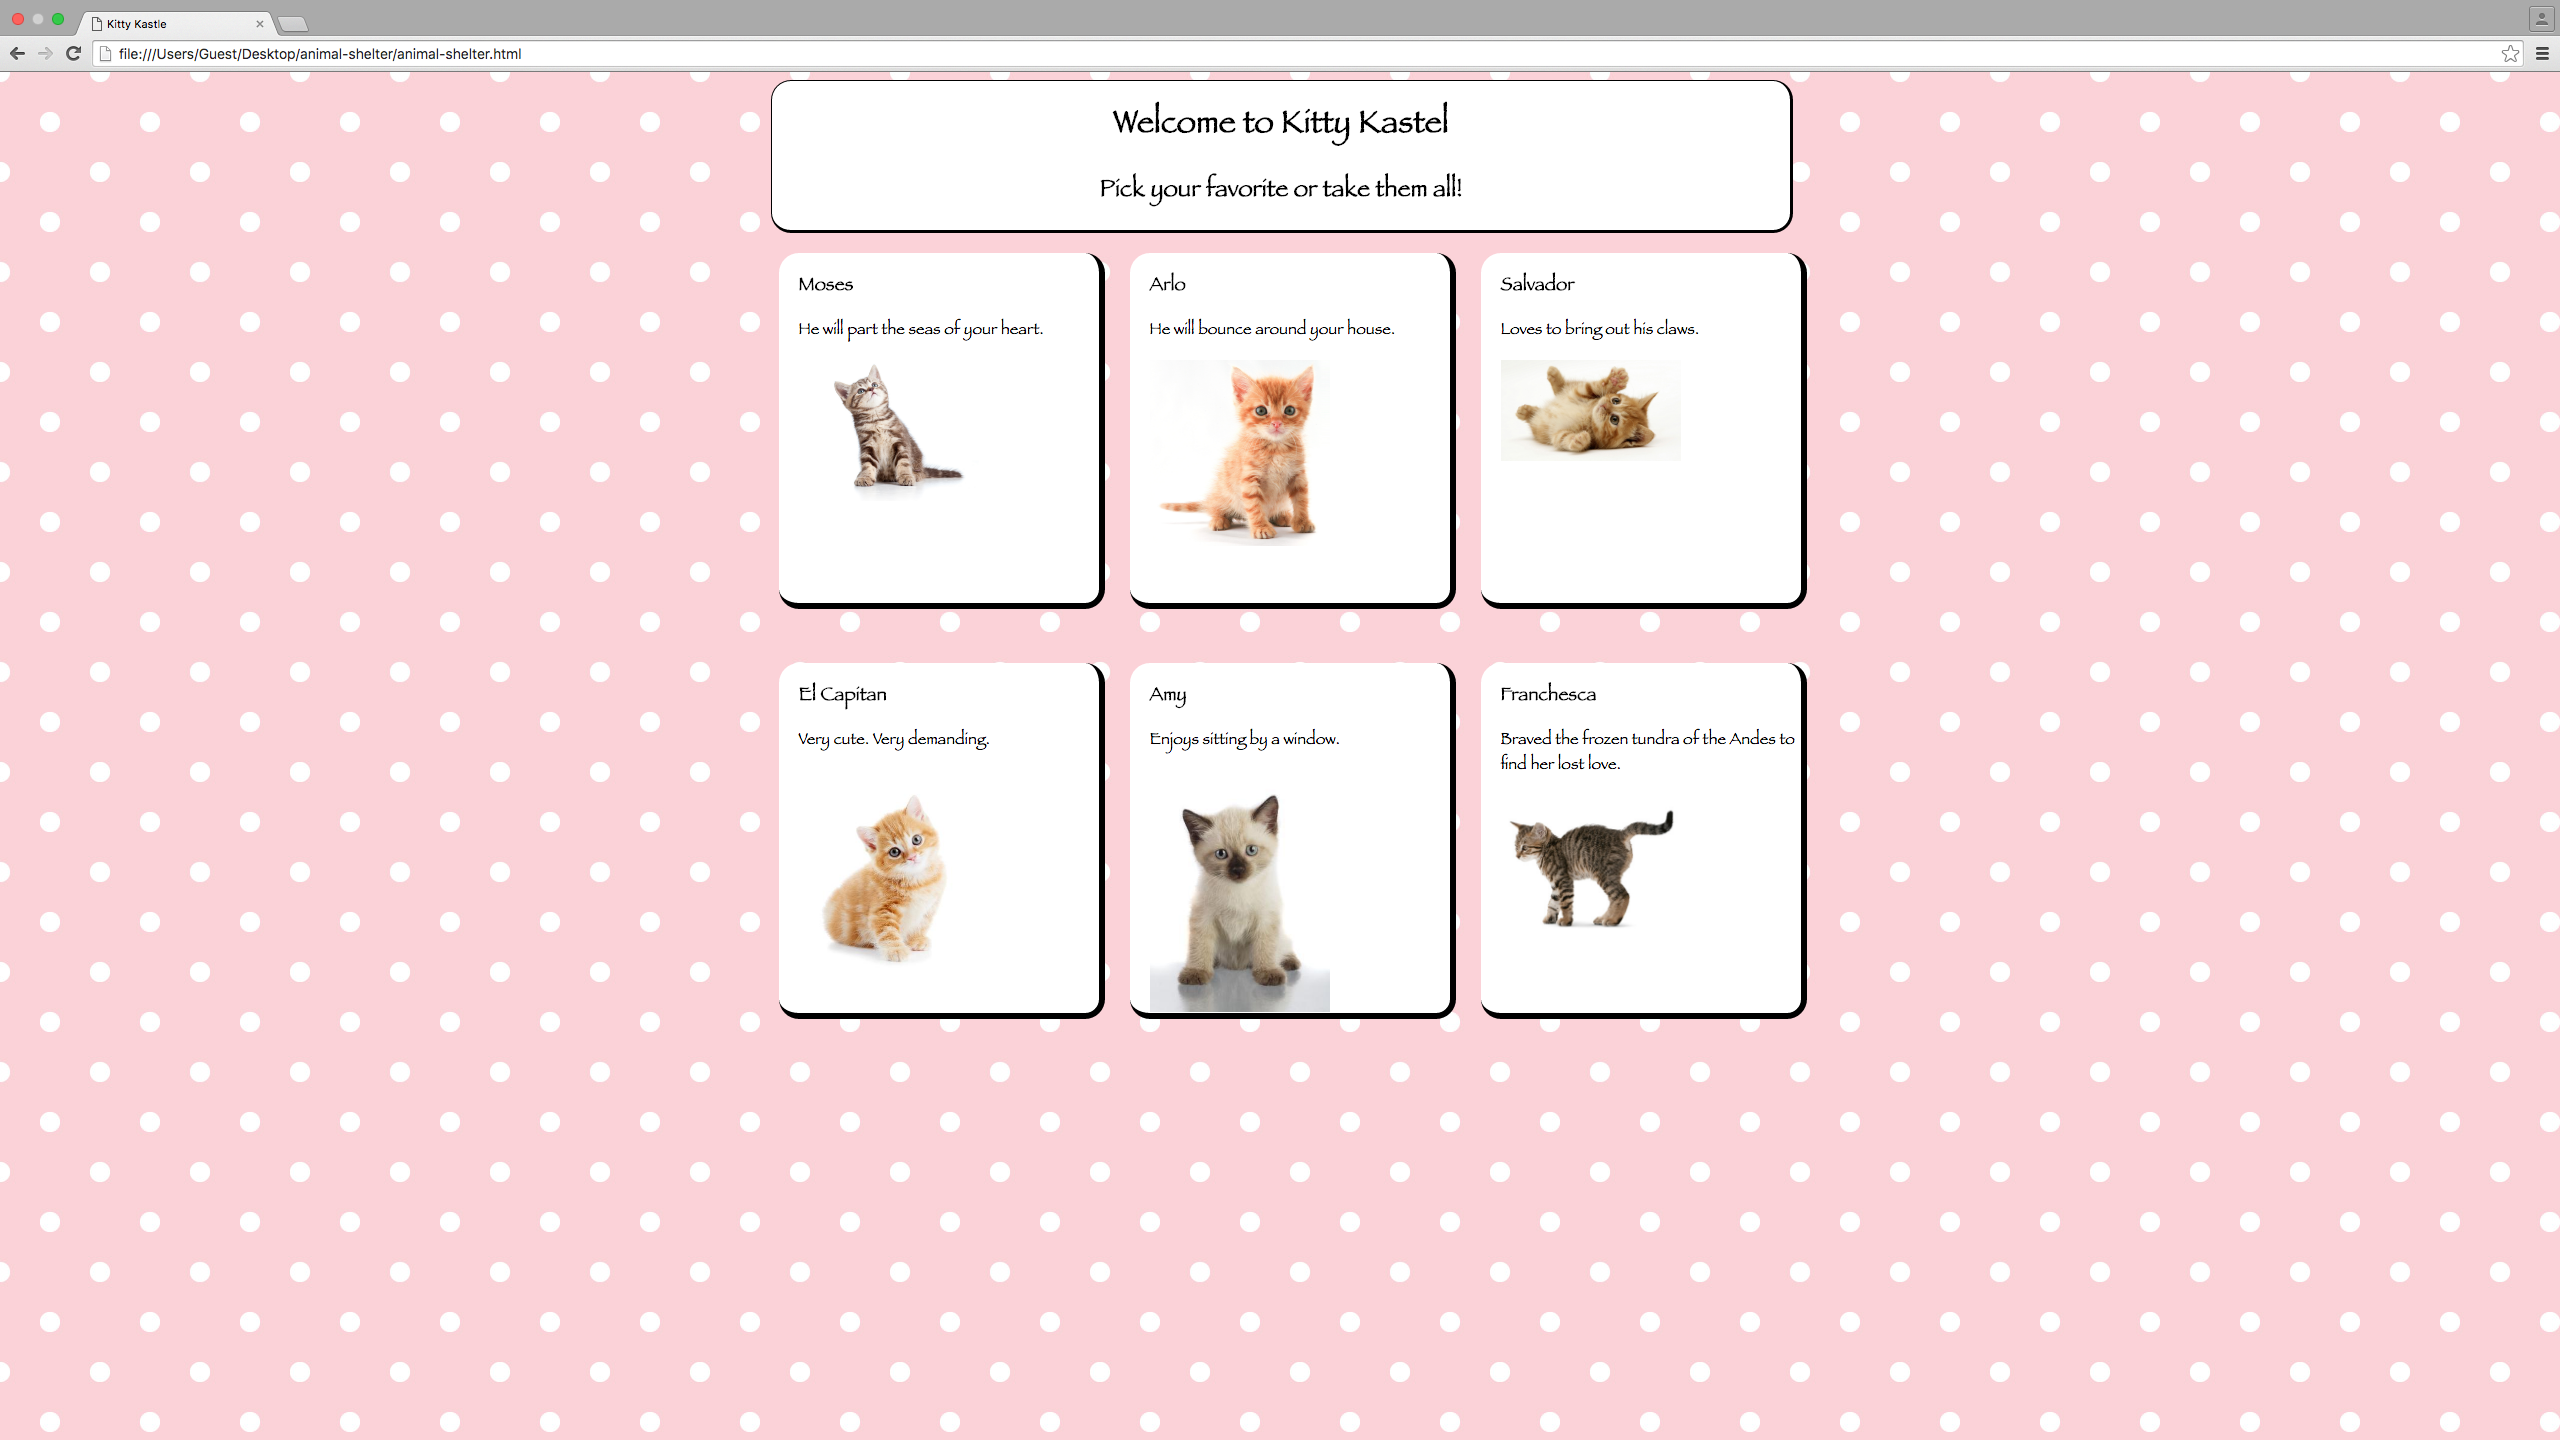 Kitty Kastle
file:///Users/Guest/Desktop/animal-shelter/animal-shelter.html
Welcome to Kitty Kastel
Pick your favorite or take them all!
Moses
He will part the seas of your heart.
Arlo
He will bounce around your house.
Salvador
Loves to bring out his claws.
El Capitan
Very cute. Very demanding.
Amy
Enjoys sitting by a window.
Franchesca
Braved the frozen tundra of the Andes to
find her lost love.